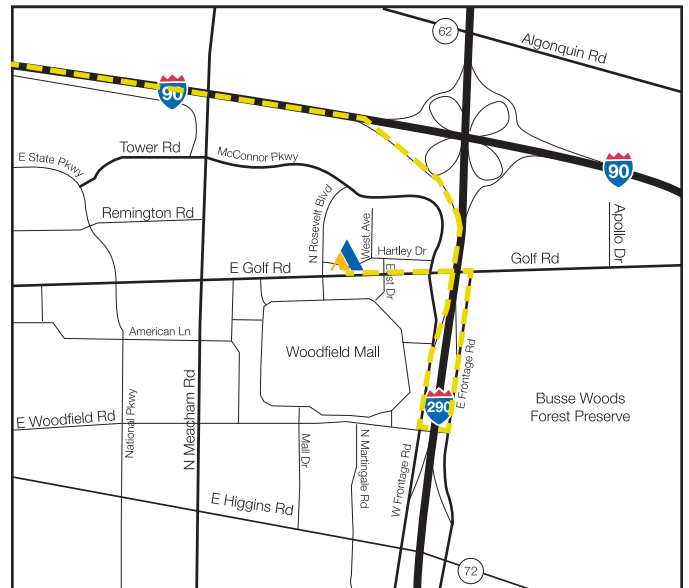 62
Algonquin Rd
90
Tower Rd
McConnor Pkwy
E State Pkwy
90
N Rosevelt Blvd
West Ave
Remington Rd
Apollo Dr
Hartley Dr
E Golf Rd
East Dr
Golf Rd
American Ln
Woodfield Mall
E Frontage Rd
290
Busse Woods
Forest Preserve
E Woodfield Rd
National Pkwy
N Meacham Rd
Mall Dr
N Martingale Rd
W Frontage Rd
E Higgins Rd
72